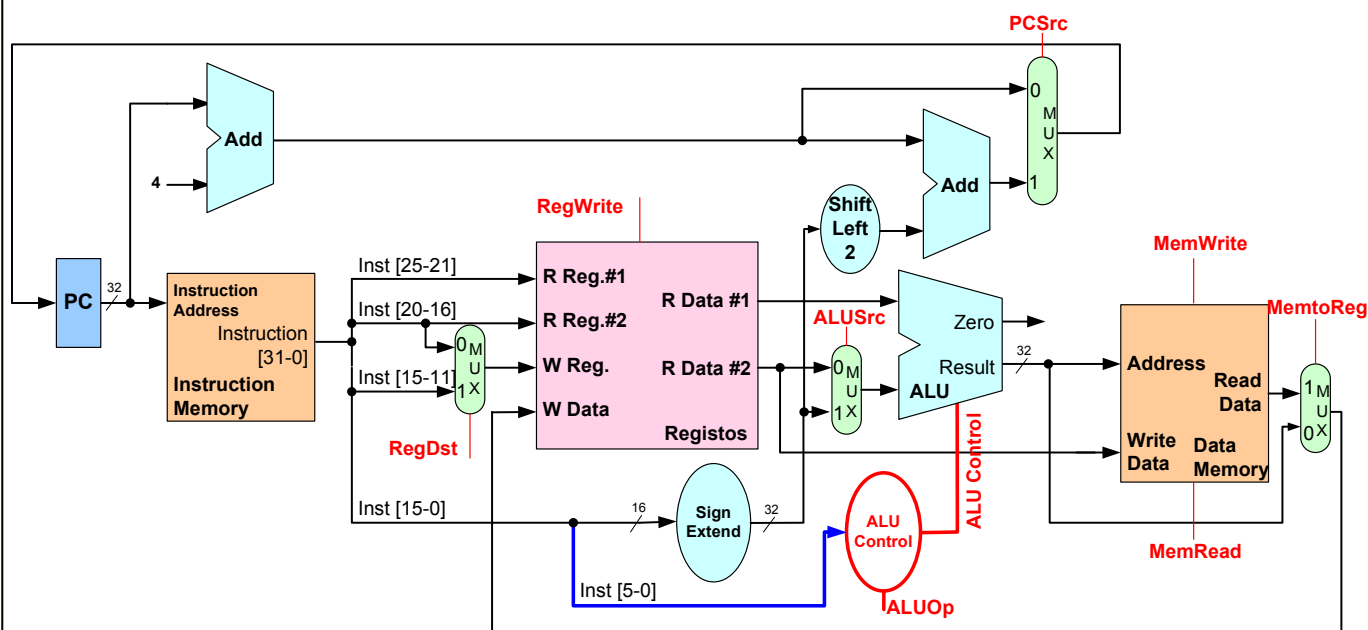 PCSrc
0
M
U
X
1
Add
4
Add
Shift
Left
2
RegWrite
MemWrite
PC
32
Instruction
Address
Instruction
[31-0]
Instruction
Memory
Inst [25-21]
Inst [20-16]
Inst [15-11]
0
M
U
1
X
RegDst
R Reg.#1
R Reg.#2
W Reg.
W Data
R Data #1
R Data #2
Registos
ALUSrc
0
M
U
1
X
Zero
Result
ALU
32
MemtoReg
Address
Read
Data
Write
Data
Data
Memory
1
M
U
0
X
MemRead
Inst [15-0]
16
Sign
Extend
32
ALU
Control
ALU Control
Inst [5-0]
ALUOp